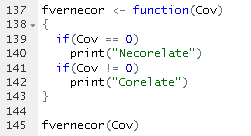 137 fvernecor <- function(Cov)
138 {
139   if(Cov == 0)
140     print("Necorelate")
141   if(Cov != 0)
142     print("Corelate")
143 }
144
145 fvernecor(Cov)